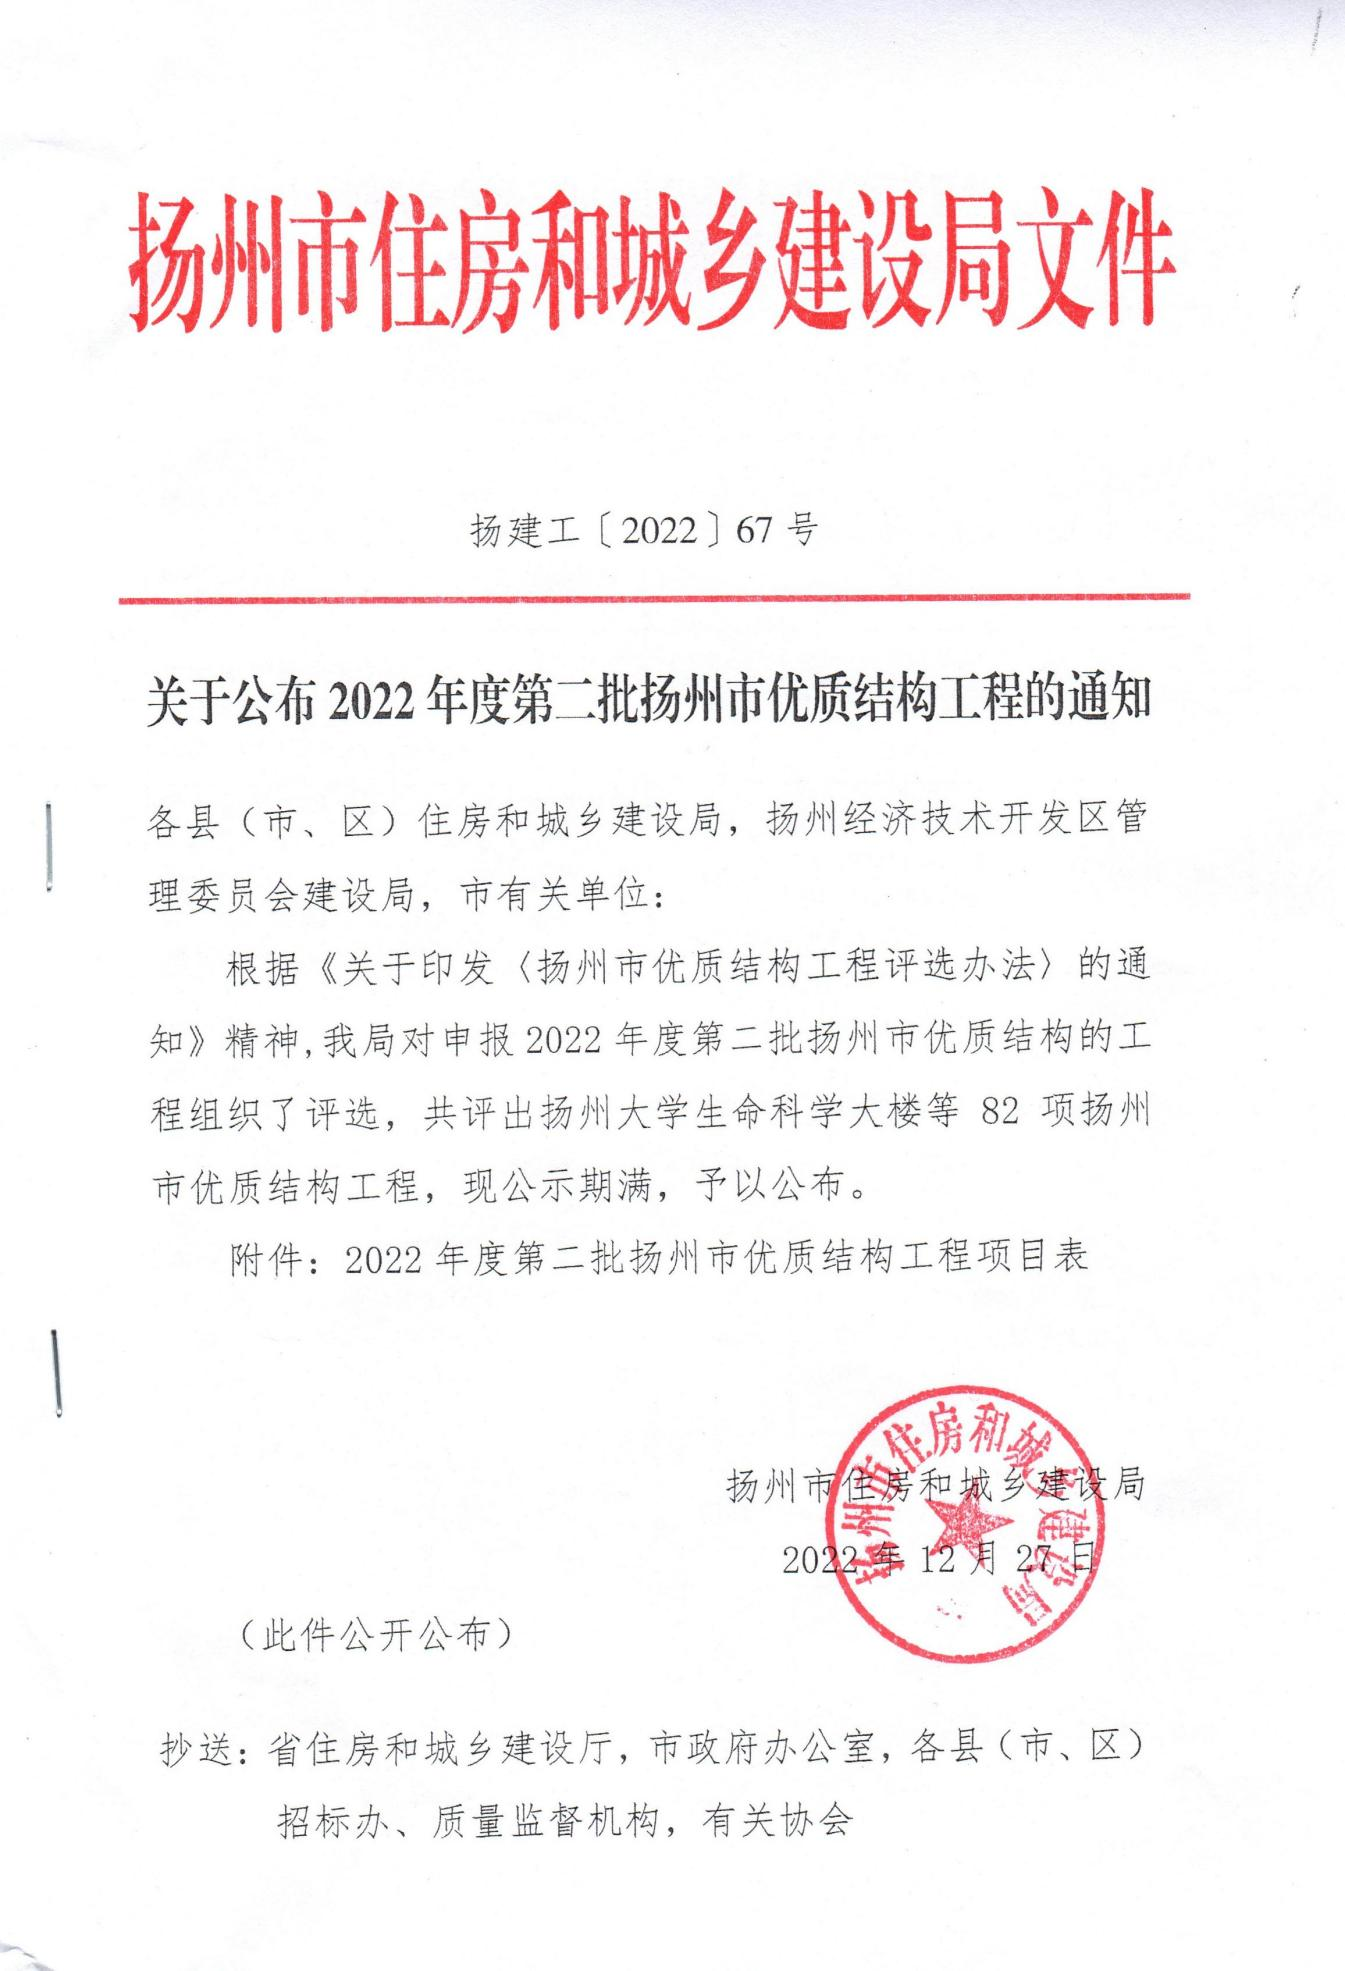 扬州市住房和城乡建设局文件
扬建工〔2022〕67号
关于公布2022年度第二批扬州市优质结构工程的通知
各县（市、区）住房和城乡建设局，扬州经济技术开发区管
理委员会建设局，市有关单位：
根据《关于印发〈扬州市优质结构工程评选办法〉的通
知》精神,我局对申报2022年度第二批扬州市优质结构的工
程组织了评选，共评出扬州大学生命科学大楼等 82 项扬州
市优质结构工程，现公示期满，予以公布。
附件：2022年度第二批扬州市优质结构工程项目表
扬州市住房和城乡建设局
2022年12月27日
扬州市住房和城乡建设局
（此件公开公布）
抄送：省住房和城乡建设厅，市政府办公室，各县（市、区）
招标办、质量监督机构，有关协会